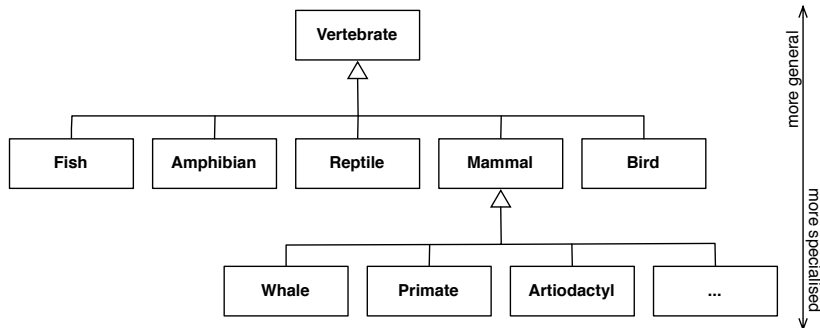 Vertebrate
Fish
Amphibian
Reptile
Mammal
Bird
Whale
Primate
Artiodactyl
...
more general
more specialised